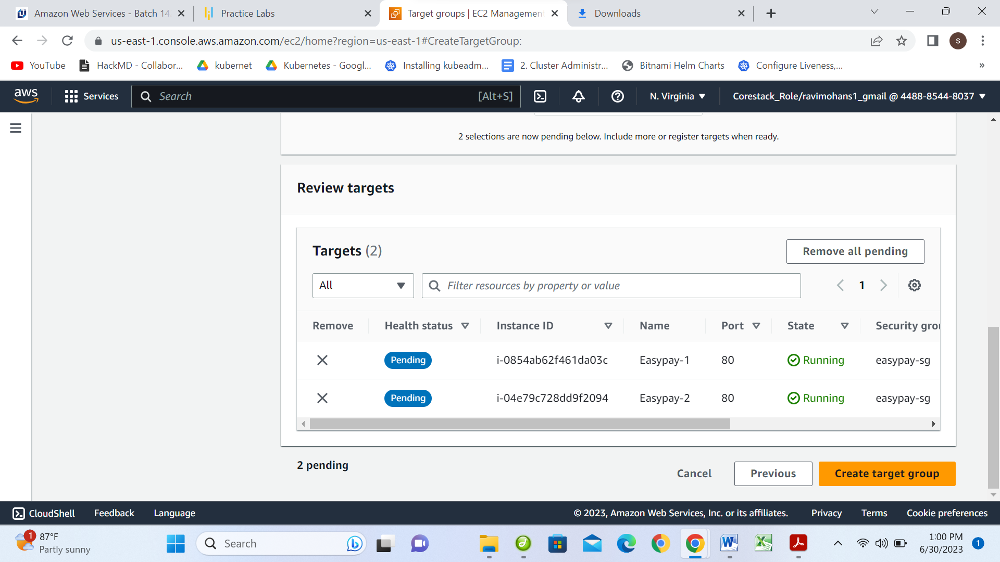 Amazon Web Services - Batch 14
Practice Labs
Target groups | EC2 Management
Downloads
us-east-1.console.aws.amazon.com/ec2/home?region=us-east-1#CreateTargetGroup:
s
YouTube
HackMD - Collabor...
kubernet
Kubernetes - Googl...
Installing kubeadm...
2. Cluster Administr...
Bitnami Helm Charts
Configure Liveness,...
»
aws
Services
Search
[Alt+S]
N. Virginia
Corestack_Role/ravimohans1_gmail @ 4488-8544-8037
2 selections are now pending below. Include more or register targets when ready.
Review targets
Targets (2)
Remove all pending
All
Filter resources by property or value
1
Remove Health status Instance ID Name Port State Security grou
Pending i-0854ab62f461da03c Easypay-1 80 Running easypay-sg
Pending i-04e79c728dd9f2094 Easypay-2 80 Running easypay-sg
2 pending
Cancel
Previous
Create target group
CloudShell
Feedback
Language
© 2023, Amazon Web Services, Inc. or its affiliates.
Privacy
Terms
Cookie preferences
1
87°F
Partly sunny
Search
1:00 PM
6/30/2023
1